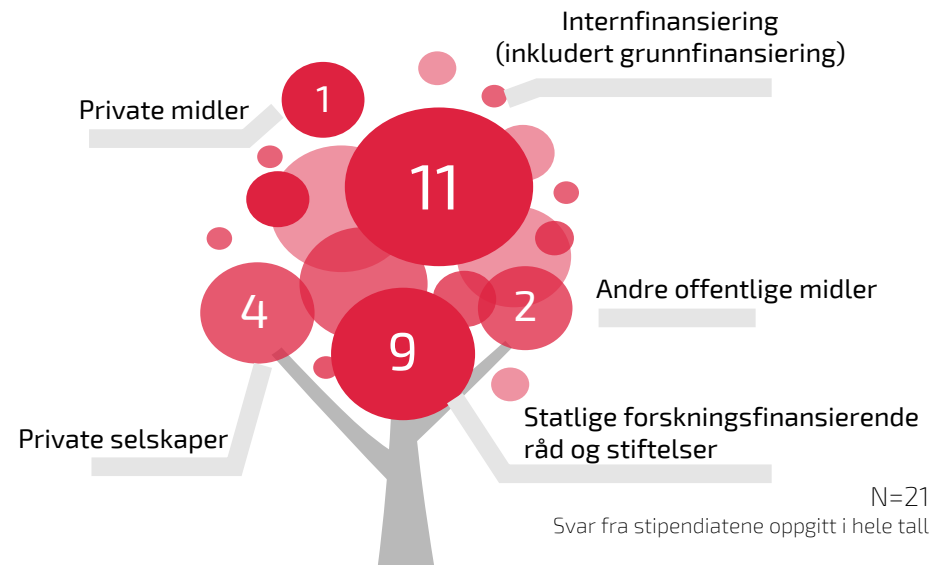 Internfinansiering
(inkludert grunnfinansiering)
Private midler
1
11
Andre offentlige midler
4
2
9
Private selskaper
Statlige forskningsfinansierende
råd og stiftelser
N=21
Svar fra stipendiatene oppgitt i hele tall